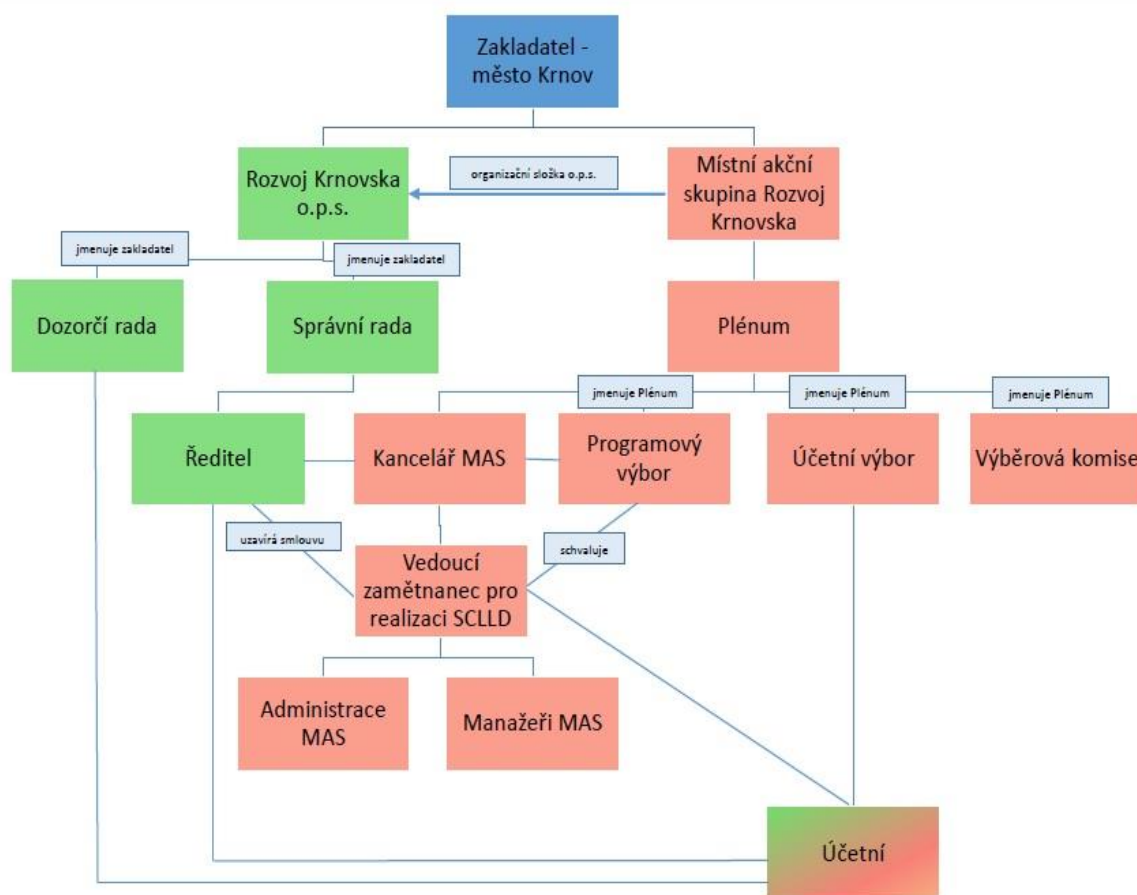 Zakladatel -
město Krnov
Rozvoj Krnovska
o.p.s.
organizační složka o.p.s.
Místní akční
skupina Rozvoj
Krnovska
jmenuje zakladatel
jmenuje zakladatel
Dozorčí rada
Správní rada
Plénum
jmenuje Plénum
jmenuje Plénum
jmenuje Plénum
Ředitel
Kancelář MAS
Programový
výbor
Účetní výbor
Výběrová komise
uzavírá smlouvu
schvaluje
Vedoucí
zamětnanec pro
realizaci SCLLD
Administrace
MAS
Manažeři MAS
Účetní